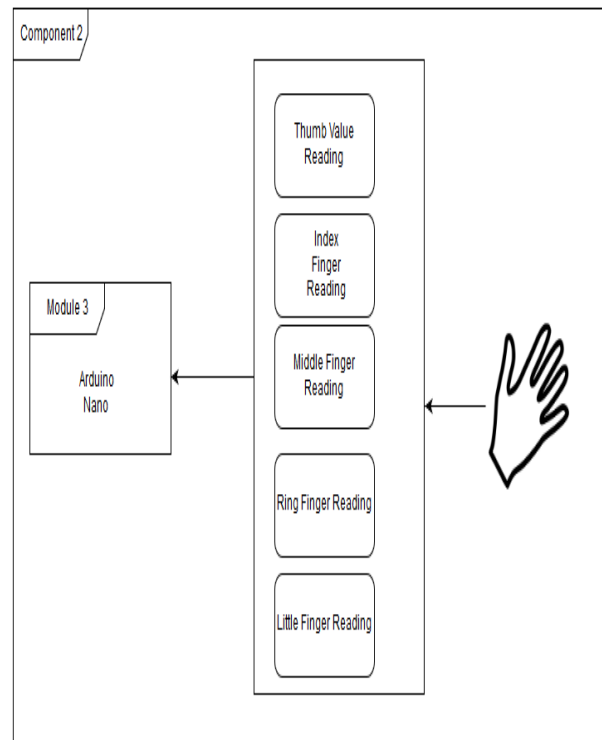 Component 2
Thumb Value
Reading
Index
Finger
Reading
Module 3
Arduino
Nano
Middle Finger
Reading
Ring Finger Reading
Little Finger Reading